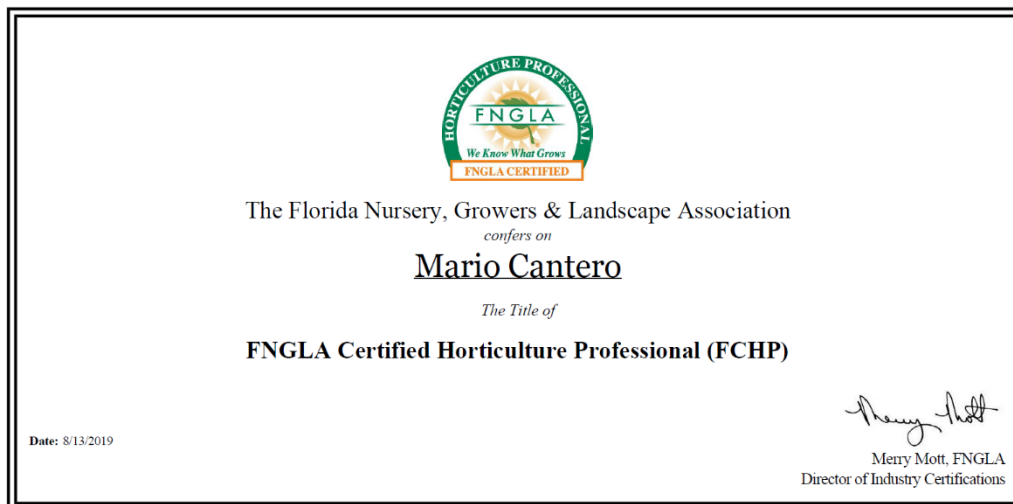 HORTICULTURE PROFESSIONAL
FNGLA
We Know What Grows
FNGLA CERTIFIED
The Florida Nursery, Growers & Landscape Association
confers on
Mario Cantero
The Title of
FNGLA Certified Horticulture Professional (FCHP)
Merry Mott
Date: 8/13/2019
Merry Mott, FNGLA
Director of Industry Certifications